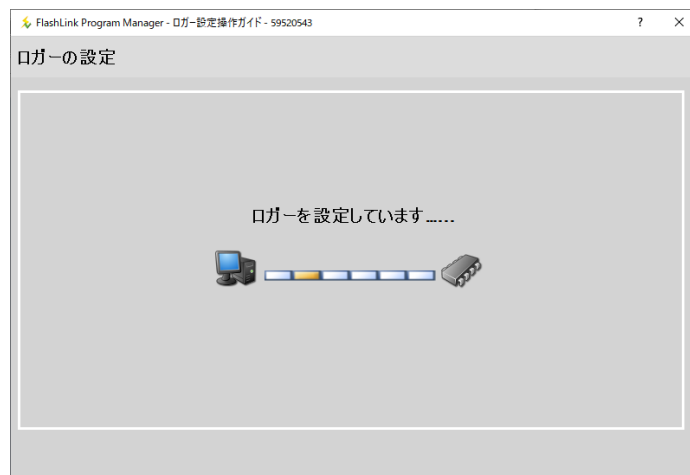 FlashLink Program Manager - ロガー設定操作ガイド - 59520543
ロガーの設定
ロガーを設定しています......